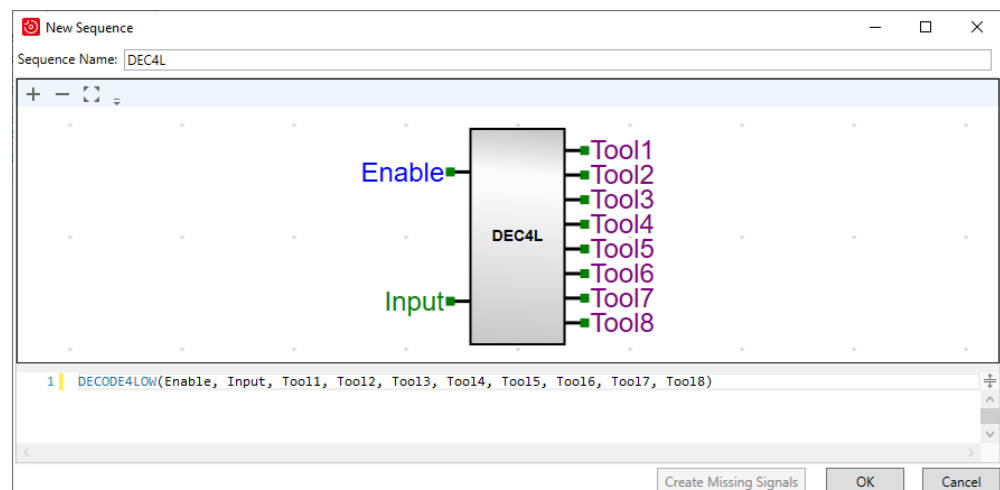 New Sequence
Sequence Name: DEC4L
Enable
Input
DEC4L
Tool1
Tool2
Tool3
Tool4
Tool5
Tool6
Tool7
Tool8
1 DECODE4LOW(Enable, Input, Tool1, Tool2, Tool3, Tool4, Tool5, Tool6, Tool7, Tool8)
Create Missing Signals OK Cancel